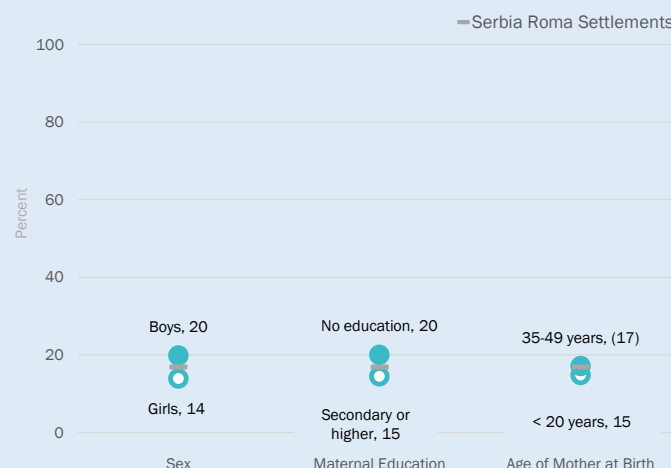 Serbia Roma Settlements
100
80
60
40
20
0
Percent
Boys, 20
Girls, 14
No education, 20
Secondary or
higher, 15
35-49 years, (17)
< 20 years, 15
Sex
Maternal Education
Age of Mother at Birth